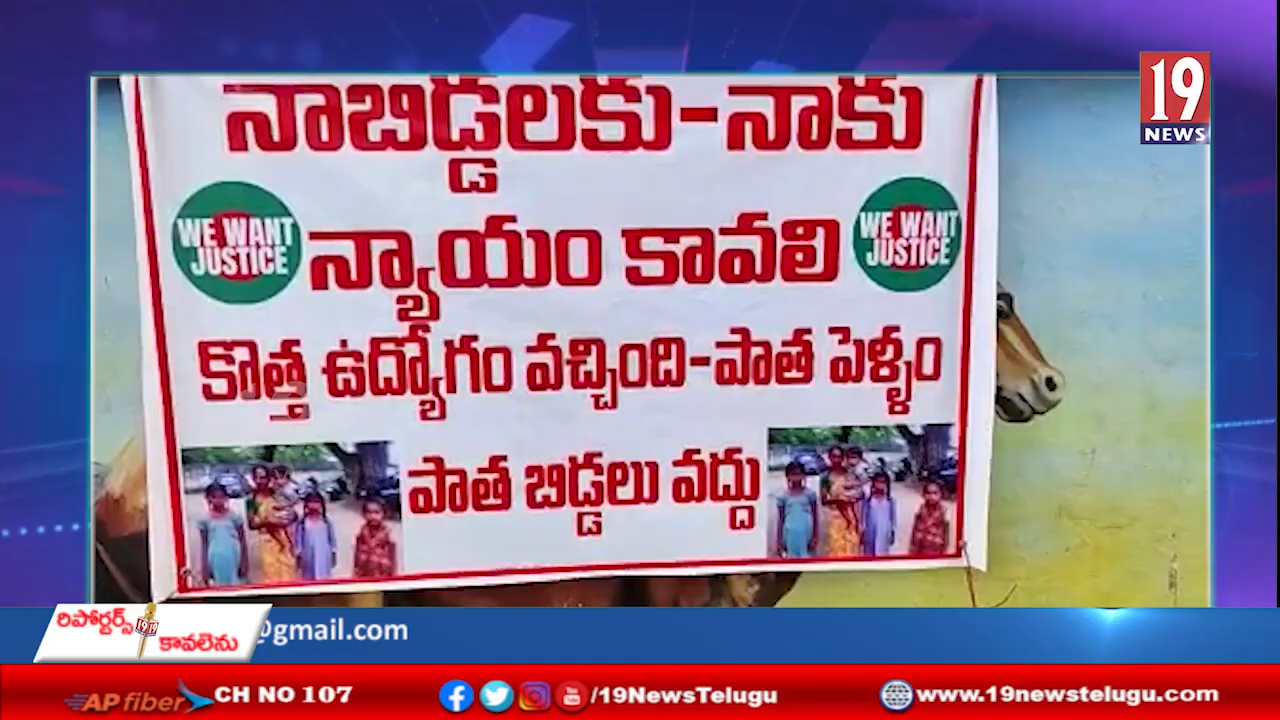 19
NEWS
నాబిడ్డలకు-నాకు
WE WANT JUSTICE
న్యాయం కావలి
WE WANT JUSTICE
కొత్త ఉద్యోగం వచ్చింది-పాత పెళ్ళం
పాత బిడ్డలు వద్దు
రిపోర్టర్స్ 19
కావలెను
@gmail.com
AP fiber CH NO 107
/19NewsTelugu
www.19newstelugu.com